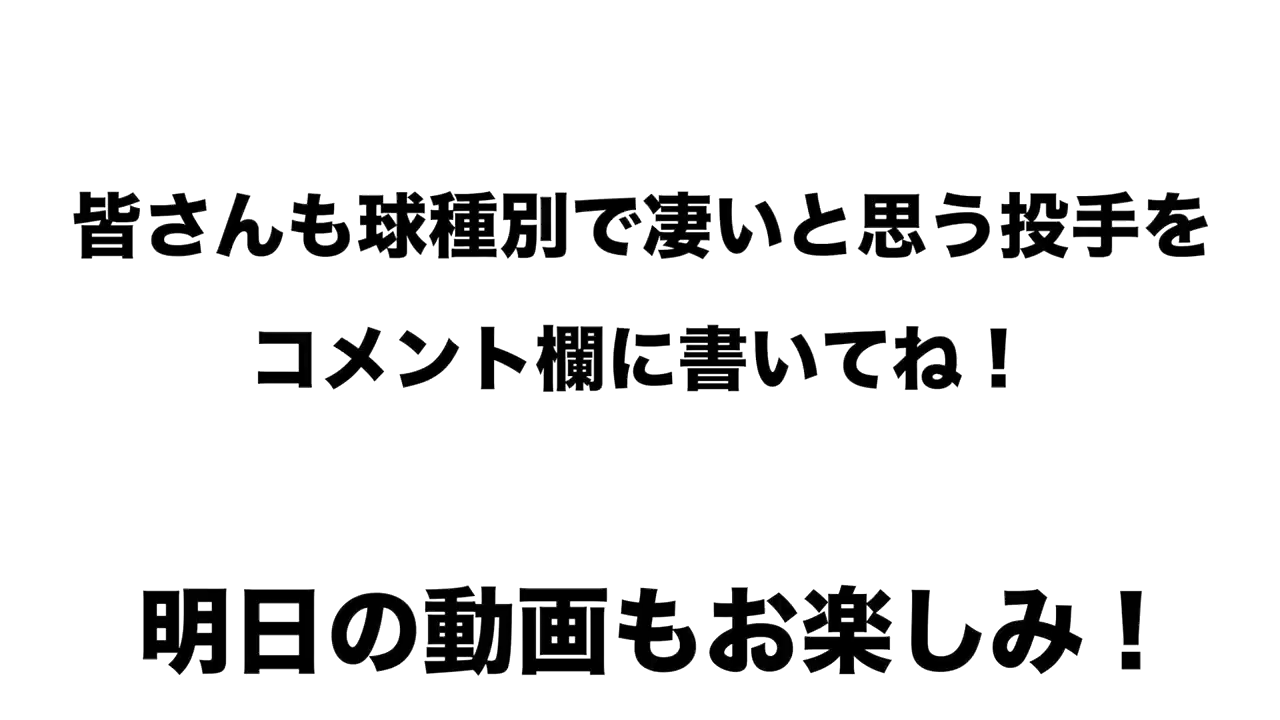 皆さんも球種別で凄いと思う投手を
コメント欄に書いてね！
明日の動画もお楽しみ！